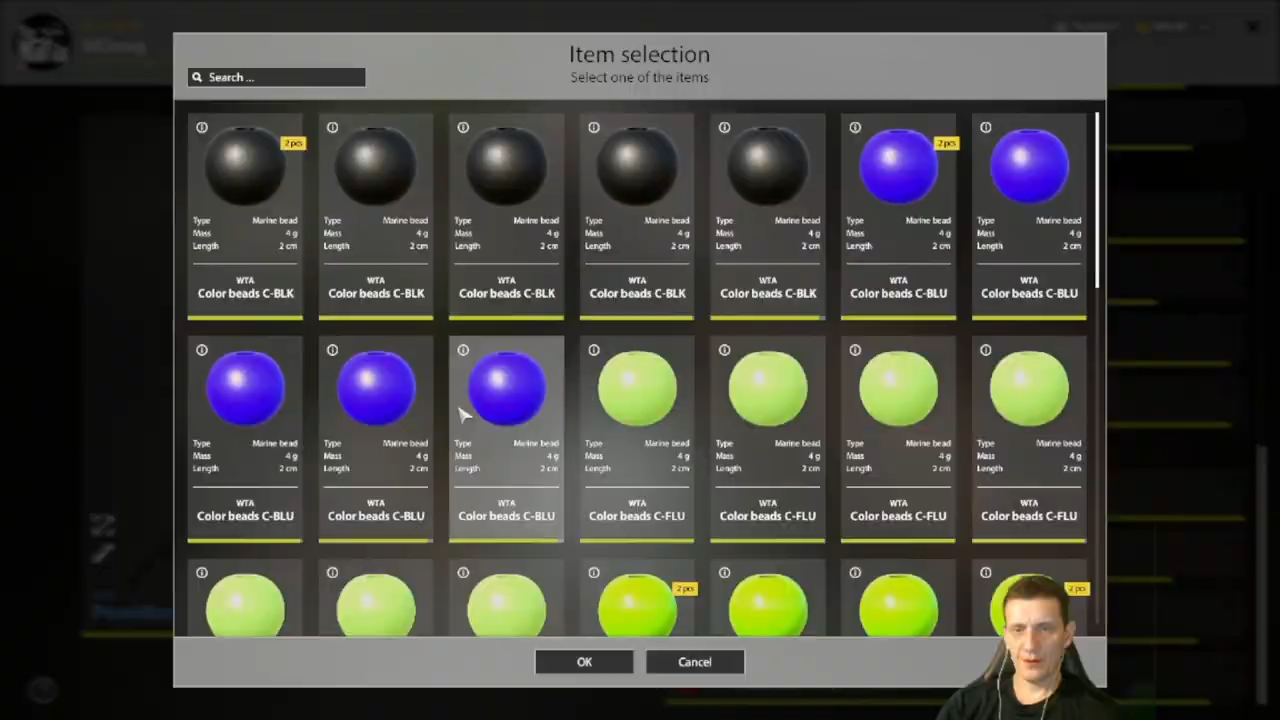 Item selection
Select one of the items
Search ...
2 pcs
2 pcs
Type Marine bead
Mass 4 g
Length 2 cm
WTA
Color beads C-BLK
Type Marine bead
Mass 4 g
Length 2 cm
WTA
Color beads C-BLK
Type Marine bead
Mass 4 g
Length 2 cm
WTA
Color beads C-BLK
Type Marine bead
Mass 4 g
Length 2 cm
WTA
Color beads C-BLK
Type Marine bead
Mass 4 g
Length 2 cm
WTA
Color beads C-BLK
Type Marine bead
Mass 4 g
Length 2 cm
WTA
Color beads C-BLU
Type Marine bead
Mass 4 g
Length 2 cm
WTA
Color beads C-BLU
Type Marine bead
Mass 4 g
Length 2 cm
WTA
Color beads C-BLU
Type Marine bead
Mass 4 g
Length 2 cm
WTA
Color beads C-BLU
Type Marine bead
Mass 4 g
Length 2 cm
WTA
Color beads C-BLU
Type Marine bead
Mass 4 g
Length 2 cm
WTA
Color beads C-FLU
Type Marine bead
Mass 4 g
Length 2 cm
WTA
Color beads C-FLU
Type Marine bead
Mass 4 g
Length 2 cm
WTA
Color beads C-FLU
Type Marine bead
Mass 4 g
Length 2 cm
WTA
Color beads C-FLU
2 pcs
2 pcs
OK
Cancel